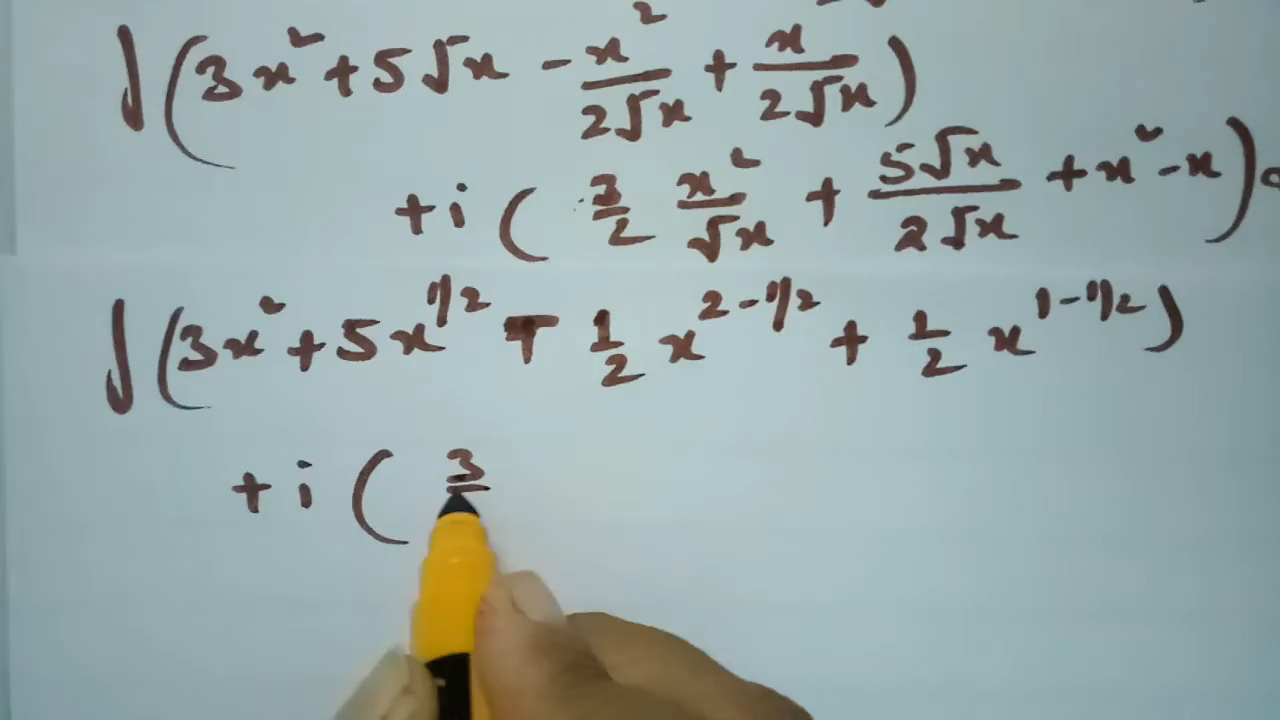 ∫(3x² + 5√x - x²/2√x + x/2√x)
+i ( 3/2 x²/√x + 5√x/2√x + x² - x)
∫(3x² + 5x^1/2 ∓ 1/2 x^2-1/2 + 1/2 x^1-1/2)
+i ( 3